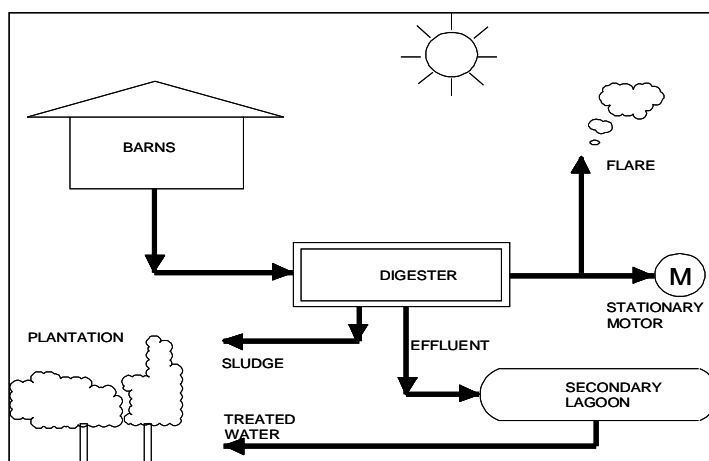 BARNS
FLARE
DIGESTER
M
STATIONARY
MOTOR
PLANTATION
SLUDGE
EFFLUENT
SECONDARY
LAGOON
TREATED
WATER